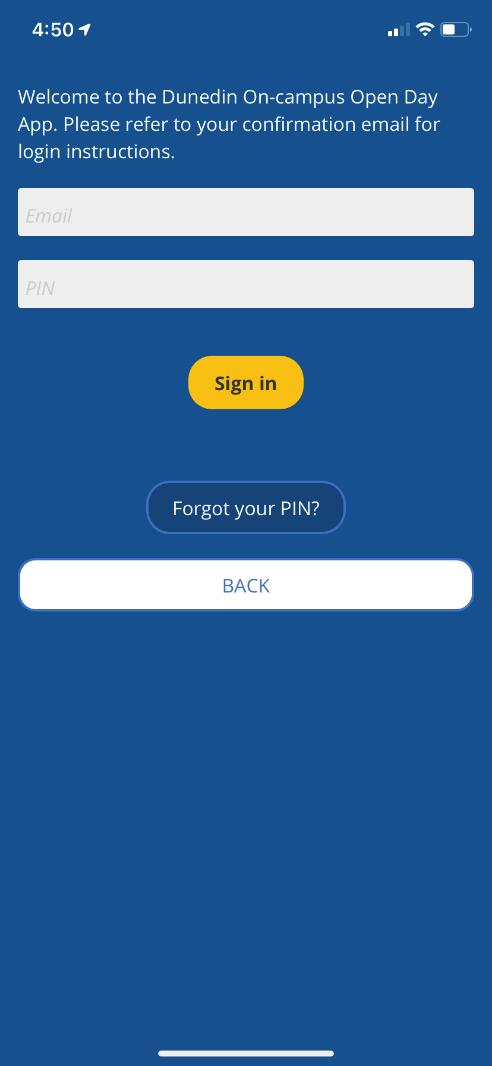 4:50
Welcome to the Dunedin On-campus Open Day
App. Please refer to your confirmation email for
login instructions.
Email
PIN
Sign in
Forgot your PIN?
BACK